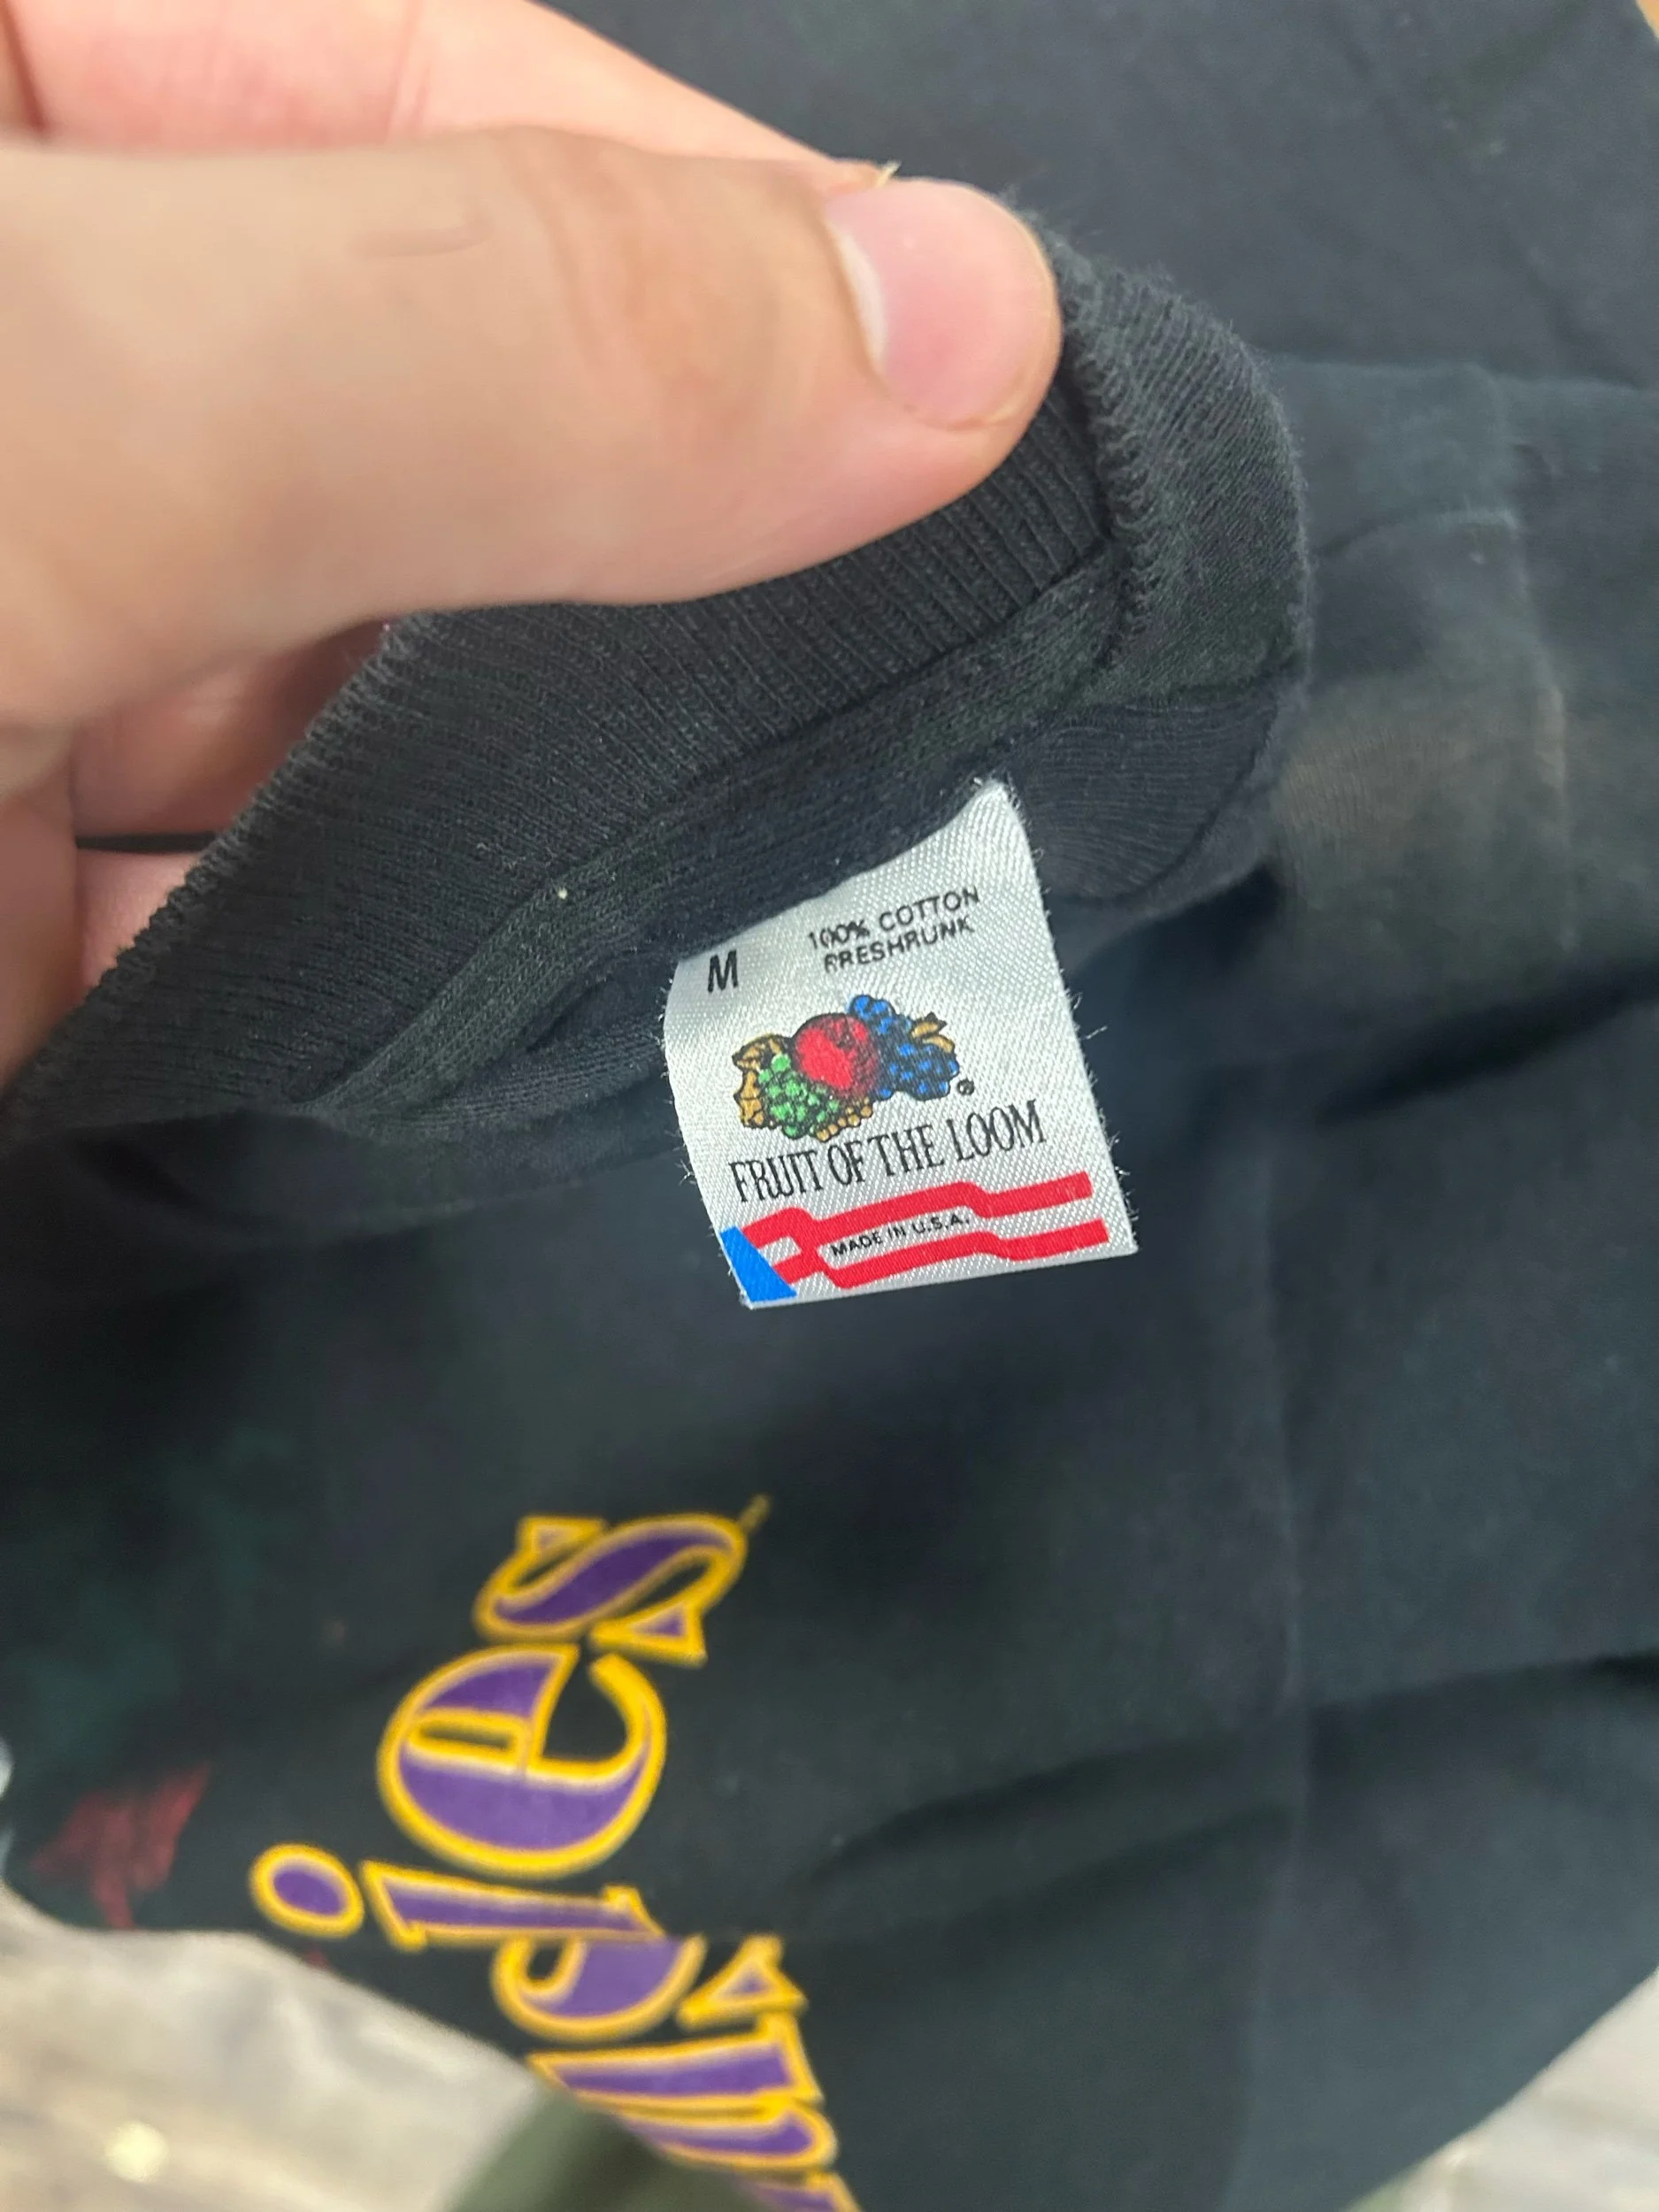 M
100% COTTON
PRESHRUNK
®
FRUIT OF THE LOOM
MADE IN U.S.A.